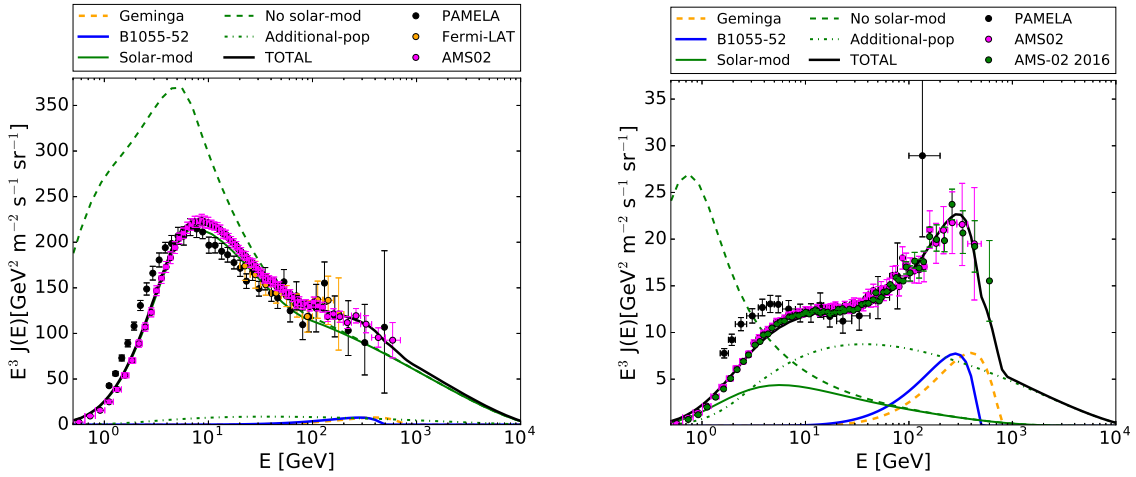 Geminga No solar-mod PAMELA
B1055-52 Additional-pop Fermi-LAT
Solar-mod TOTAL AMS02
350
300
250
200
150
100
50
0
E³ J(E)[GeV² m⁻² s⁻¹ sr⁻¹]
10⁰ 10¹ 10² 10³ 10⁴
E [GeV]
Geminga No solar-mod PAMELA
B1055-52 Additional-pop AMS02
Solar-mod TOTAL AMS-02 2016
35
30
25
20
15
10
5
0
E³ J(E)[GeV² m⁻² s⁻¹ sr⁻¹]
10⁰ 10¹ 10² 10³ 10⁴
E [GeV]